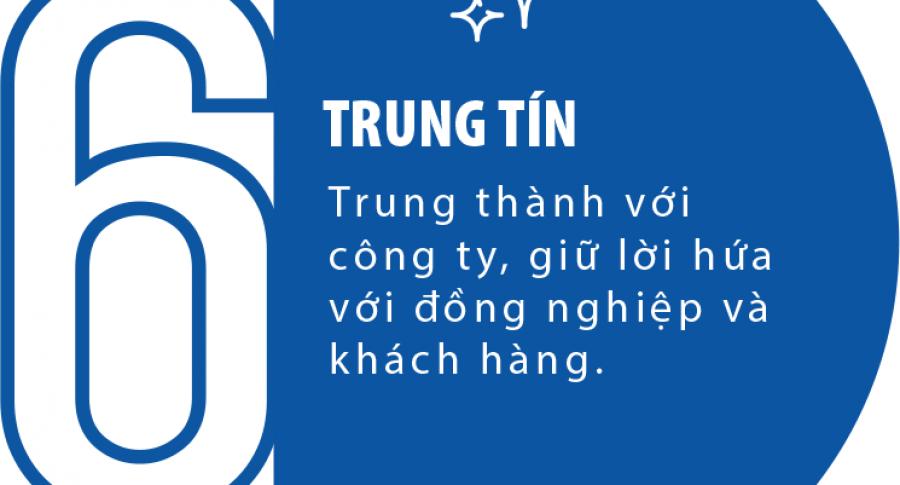 6
TRUNG TÍN
Trung thành với
công ty, giữ lời hứa
với đồng nghiệp và
khách hàng.